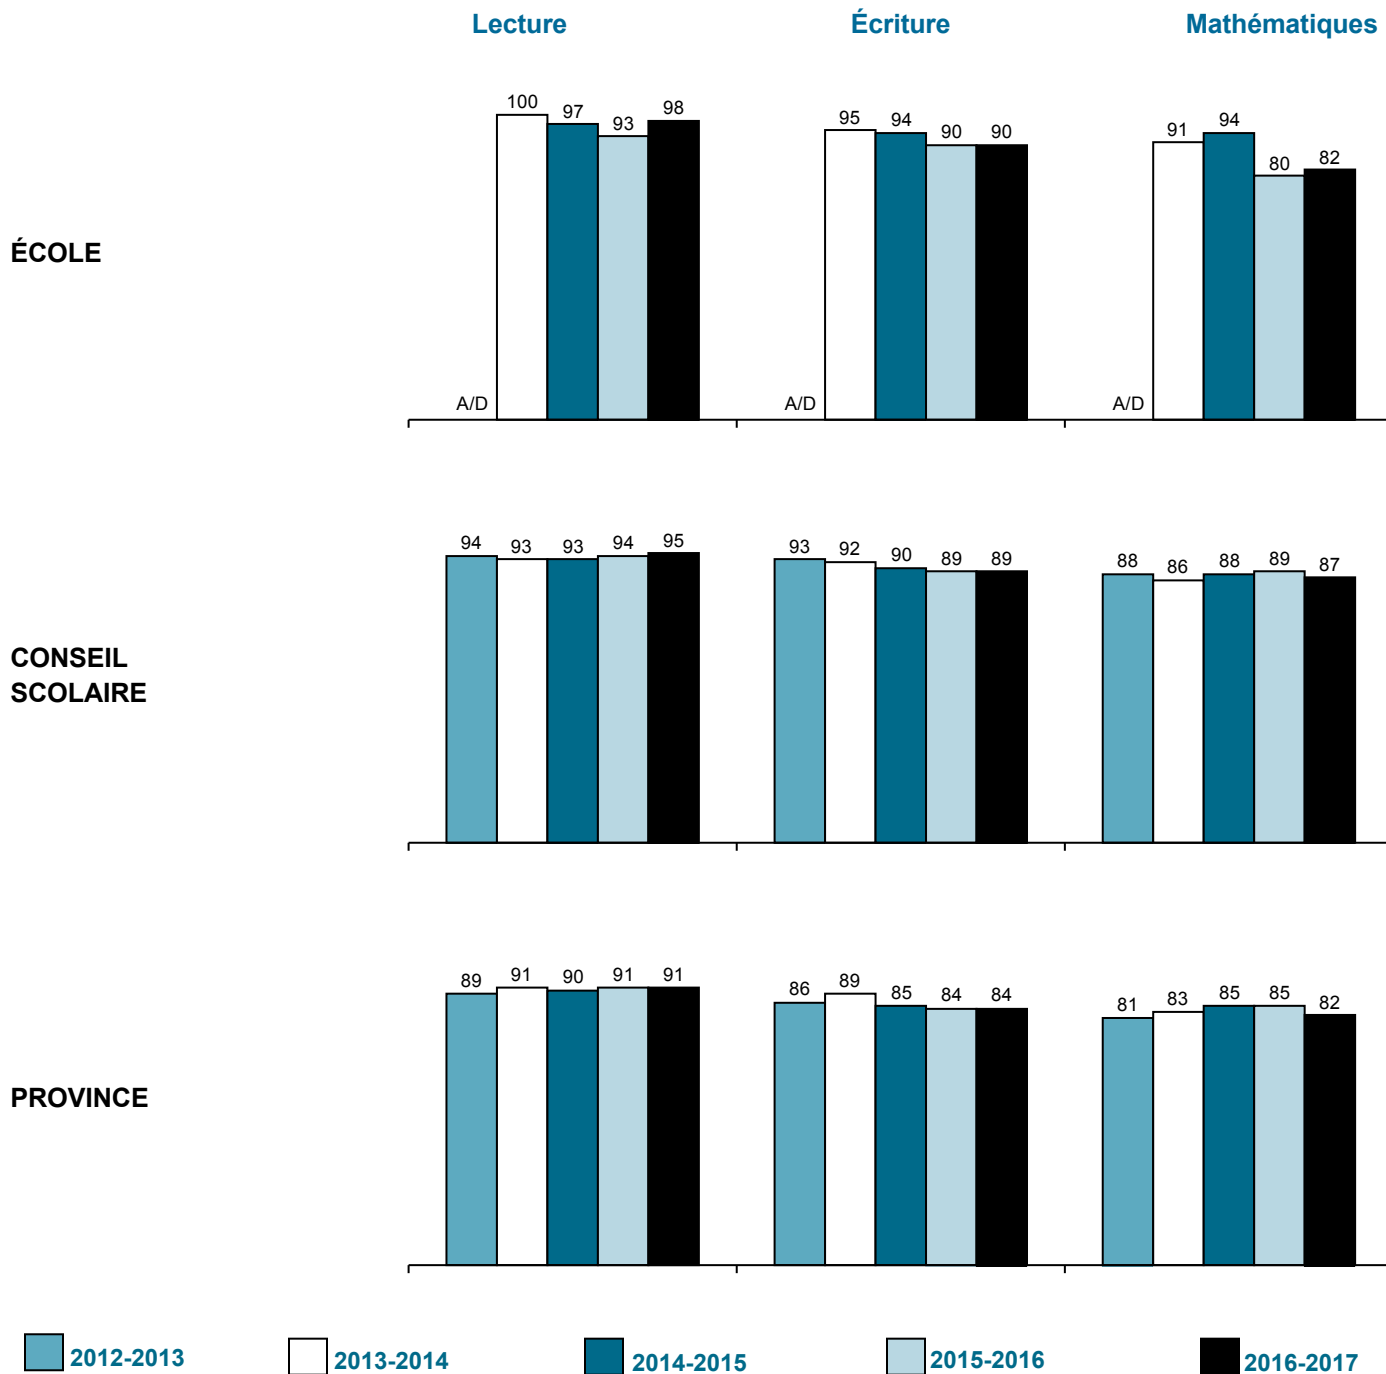 Lecture Écriture Mathématiques
100 97 93 98 95 94 90 90 91 94 80 82
ÉCOLE
A/D A/D A/D
94 93 93 94 95 93 92 90 89 89 88 86 88 89 87
CONSEIL
SCOLAIRE
89 91 90 91 91 86 89 85 84 84 81 83 85 85 82
PROVINCE
2012-2013 2013-2014 2014-2015 2015-2016 2016-2017